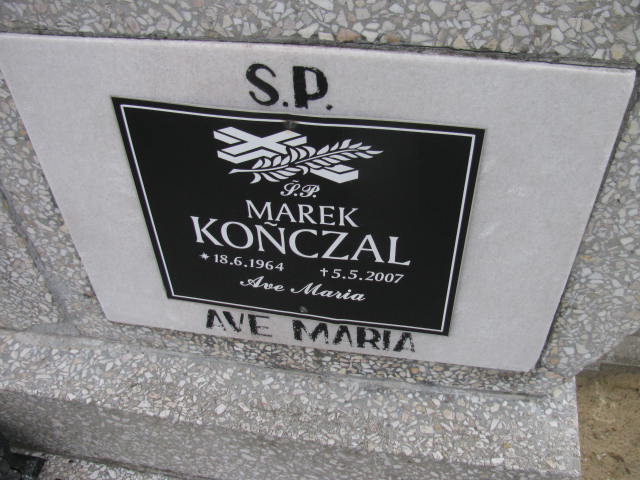 S.P.
Ś.P.
MAREK
KOŃCZAL
* 18.6.1964 † 5.5.2007
Ave Maria
AVE MARIA